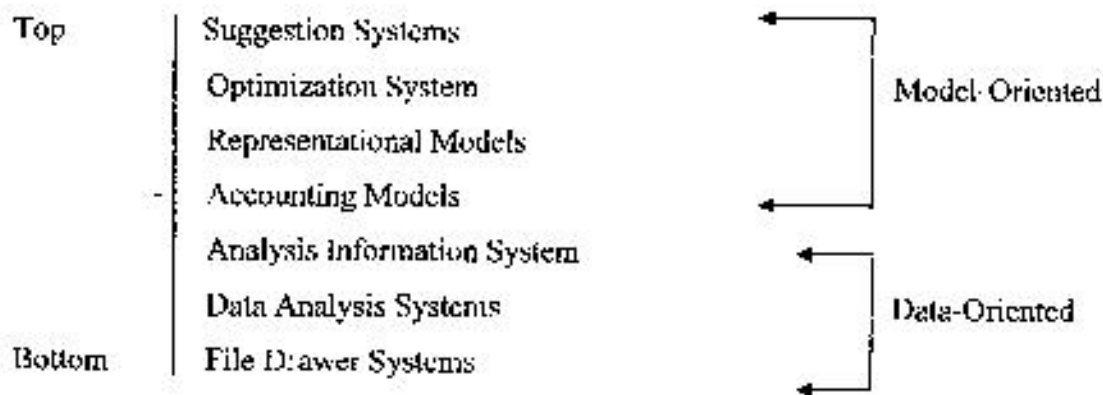 Top Suggestion Systems
Optimization System Model-Oriented
Representational Models
Accounting Models
Analysis Information System
Data Analysis Systems Data-Oriented
Bottom File Drawer Systems